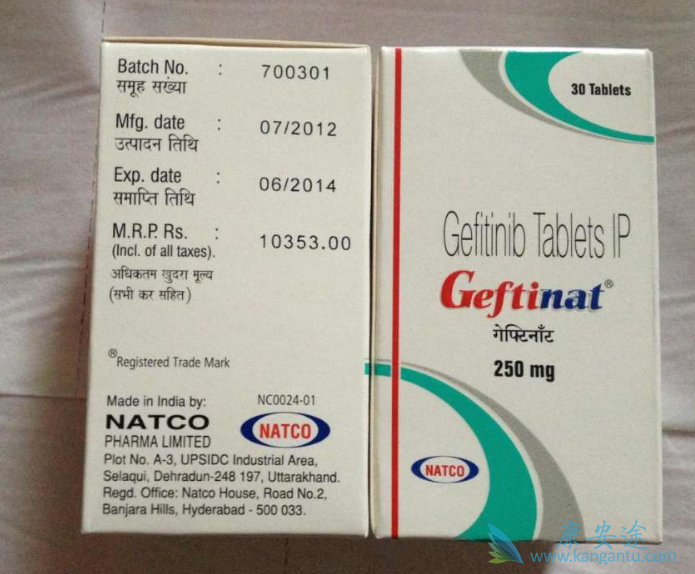 Batch No. : 700301
समूह सख्या
Mfg. date : 07/2012
उत्पादन तिथि
Exp. date : 06/2014
समाप्ति तिथि
M.R.P. Rs. : 10353.00
(Incl. of all taxes).
अधिकतम खुदरा मूल्य
(सभी कर सहित)
®Registered Trade Mark
Made in India by: NC0024-01
NATCO
PHARMA LIMITED
NATCO
Plot No. A-3, UPSIDC Industrial Area,
Selaqui, Dehradun-248 197, Uttarakhand.
Regd. Office: Natco House, Road No.2,
Banjara Hills, Hyderabad - 500 033.
30 Tablets
Gefitinib Tablets IP
Geftinat®
गेफ्टिनॉट
250 mg
NATCO
康安途
www.kangantu.com